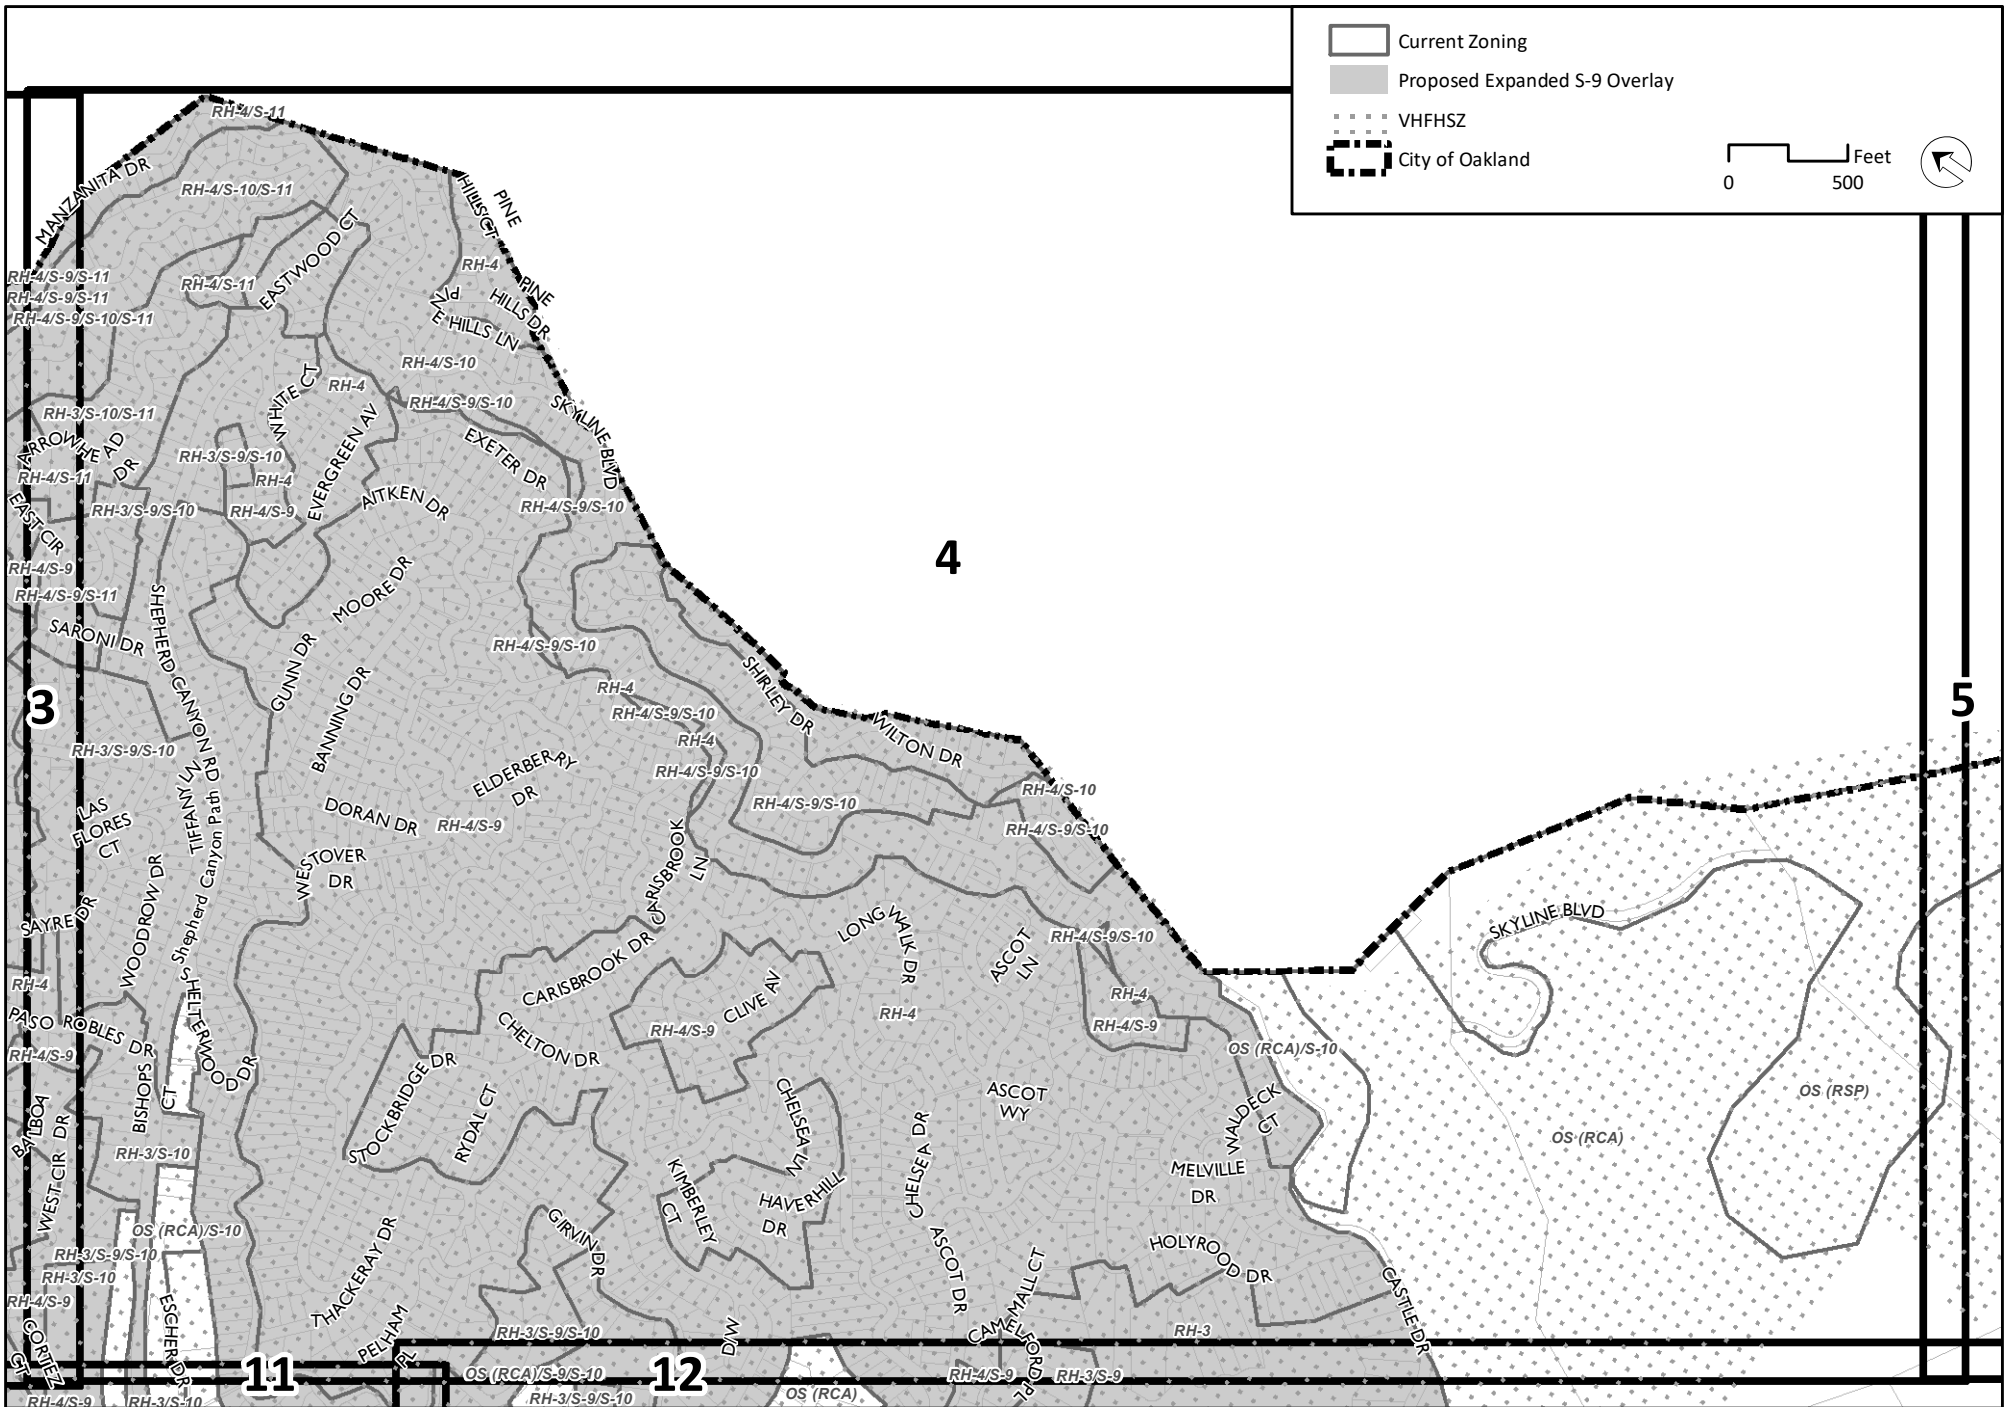 Current Zoning
Proposed Expanded S-9 Overlay
VHFHSZ
City of Oakland
Feet
0 500
RH-4/S-11
MANZANITA DR
RH-4/S-10/S-11
PINE
HILLS CT
EASTWOOD CT
RH-4
RH-4/S-9/S-11
RH-4/S-11
RH-4/S-9/S-11
PINE
HILLS DR
PIN
E HILLS LN
RH-4/S-9/S-10/S-11
RH-4/S-10
WHITE CT
RH-4
RH-4/S-9/S-10
SKYLINE BLVD
RH-3/S-10/S-11
ARROWHEAD
DR
EVERGREEN AV
EXETER DR
RH-3/S-9/S-10
RH-4/S-11
RH-4
AITKEN DR
RH-4/S-9/S-10
EAST CIR
RH-3/S-9/S-10
RH-4/S-9
4
RH-4/S-9
MOORE DR
RH-4/S-9/S-11
SARONI DR
SHEPHERD CANYON RD
GUNN DR
RH-4/S-9/S-10
RH-4
SHIRLEY DR
3
BANNING DR
RH-4/S-9/S-10
5
WILTON DR
RH-4
RH-3/S-9/S-10
RH-4/S-9/S-10
TIFFANY LN
ELDERBERRY
DR
RH-4/S-10
RH-4/S-9/S-10
LAS
FLORES
CT
DORAN DR
RH-4/S-9
RH-4/S-9/S-10
Shepherd Canyon Path
WESTOVER
DR
CARISBROOK
LN
WOODROW DR
SAYRE DR
LONG
WALK DR
SKYLINE BLVD
RH-4/S-9/S-10
ASCOT
LN
CARISBROOK DR
RH-4
RH-4
CLIVE AV
RH-4
PASO ROBLES DR
SHELTERWOOD DR
CHELTON DR
RH-4/S-9
RH-4/S-9
RH-4/S-9
OS (RCA)/S-10
STOCKBRIDGE DR
OS (RSP)
BALBOA
BISHOPS
CT
RYDAL CT
CHELSEA
LN
ASCOT
WY
WALDECK
CT
OS (RCA)
WEST CIR DR
RH-3/S-10
CHELSEA DR
MELVILLE
DR
KIMBERLEY
CT
HAVERHILL
DR
OS (RCA)/S-10
GIRVIN DR
RH-3/S-9/S-10
THACKERAY DR
ASCOT DR
HOLYROOD DR
RH-3/S-10
RH-4/S-9
ESCHER DR
MALL CT
CASTLE DR
CORTEZ
CT
PELHAM
PL
RH-3/S-9/S-10
DIW
CAMELFORD PL
RH-3
11
OS (RCA)/S-9/S-10
12
RH-4/S-9
RH-3/S-9
RH-4/S-9
RH-3/S-10
RH-3/S-9/S-10
OS (RCA)